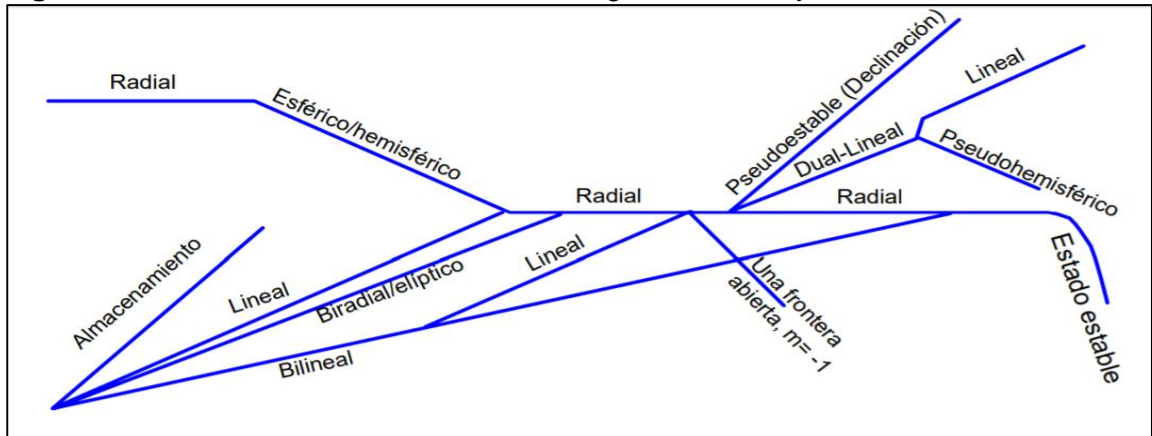 Radial
Esférico/hemisférico
Almacenamiento
Lineal
Biradial/elíptico
Bilineal
Radial
Lineal
Pseudoestable (Declinación)
Dual-Lineal
Lineal
Pseudohemisférico
Radial
Una frontera
abierta, m= -1
Estado estable